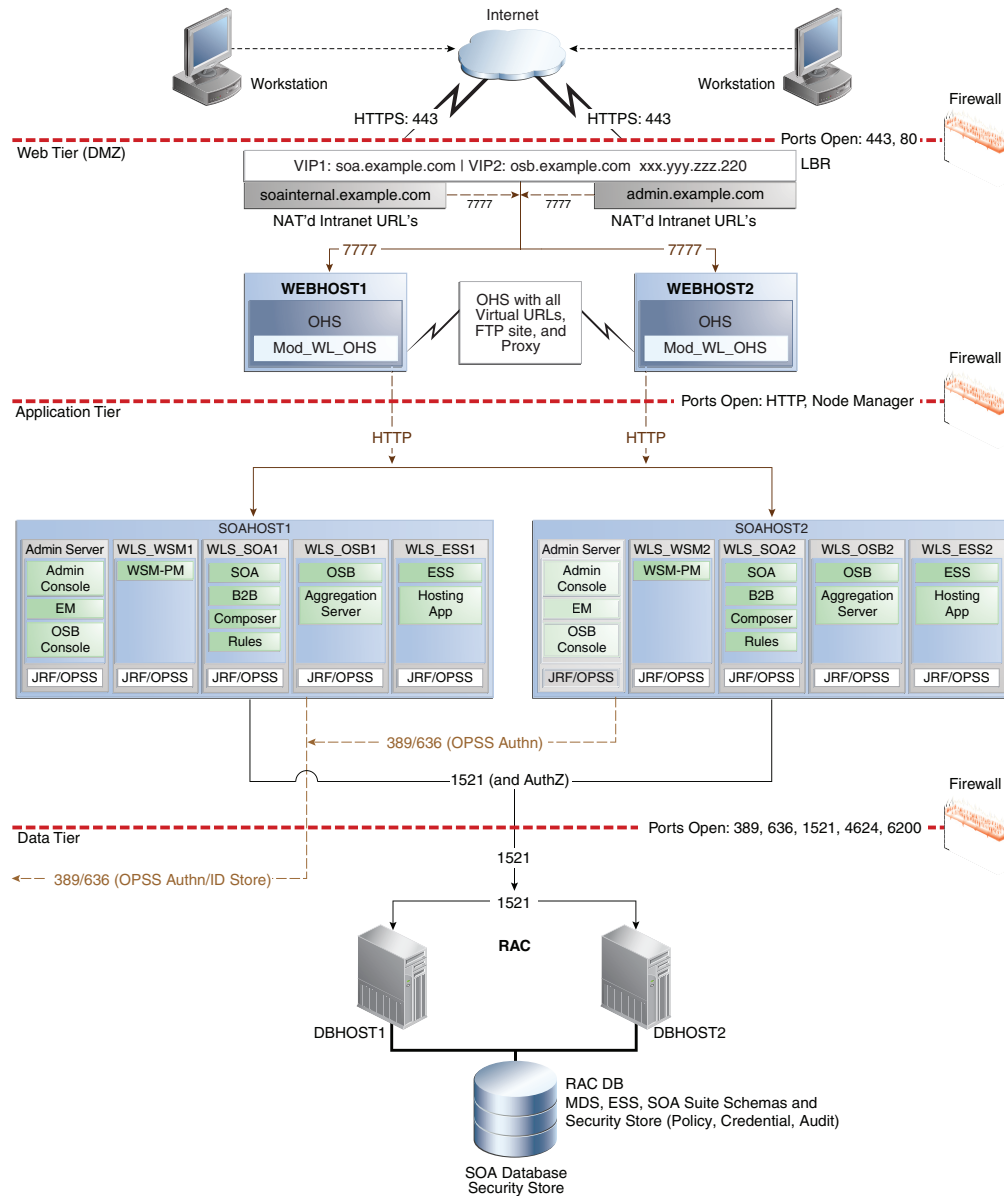 Internet
Workstation
Workstation
HTTPS: 443
HTTPS: 443
Firewall
Ports Open: 443, 80
Web Tier (DMZ)
VIP1: soa.example.com | VIP2: osb.example.com xxx.yyy.zzz.220
LBR
soainternal.example.com
7777
7777
admin.example.com
NAT'd Intranet URL's
NAT'd Intranet URL's
7777
7777
WEBHOST1
OHS
Mod_WL_OHS
OHS with all
Virtual URLs,
FTP site, and
Proxy
WEBHOST2
OHS
Mod_WL_OHS
Firewall
Ports Open: HTTP, Node Manager
Application Tier
HTTP
HTTP
SOAHOST1
Admin Server
Admin
Console
EM
OSB
Console
JRF/OPSS
WLS_WSM1
WSM-PM
JRF/OPSS
WLS_SOA1
SOA
B2B
Composer
Rules
JRF/OPSS
WLS_OSB1
OSB
Aggregation
Server
JRF/OPSS
WLS_ESS1
ESS
Hosting
App
JRF/OPSS
SOAHOST2
Admin Server
Admin
Console
EM
OSB
Console
JRF/OPSS
WLS_WSM2
WSM-PM
JRF/OPSS
WLS_SOA2
SOA
B2B
Composer
Rules
JRF/OPSS
WLS_OSB2
OSB
Aggregation
Server
JRF/OPSS
WLS_ESS2
ESS
Hosting
App
JRF/OPSS
389/636 (OPSS Authn)
1521 (and AuthZ)
Firewall
Ports Open: 389, 636, 1521, 4624, 6200
Data Tier
1521
389/636 (OPSS Authn/ID Store)
1521
RAC
DBHOST1
DBHOST2
RAC DB
MDS, ESS, SOA Suite Schemas and
Security Store (Policy, Credential, Audit)
SOA Database
Security Store